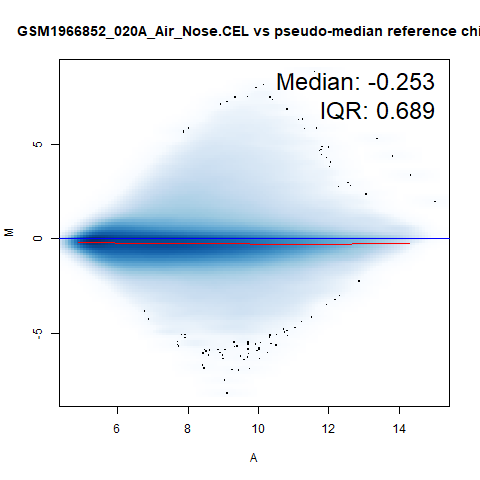 GSM1966852_020A_Air_Nose.CEL vs pseudo-median reference chi
Median: -0.253
IQR: 0.689
5
0
-5
M
6 8 10 12 14
A